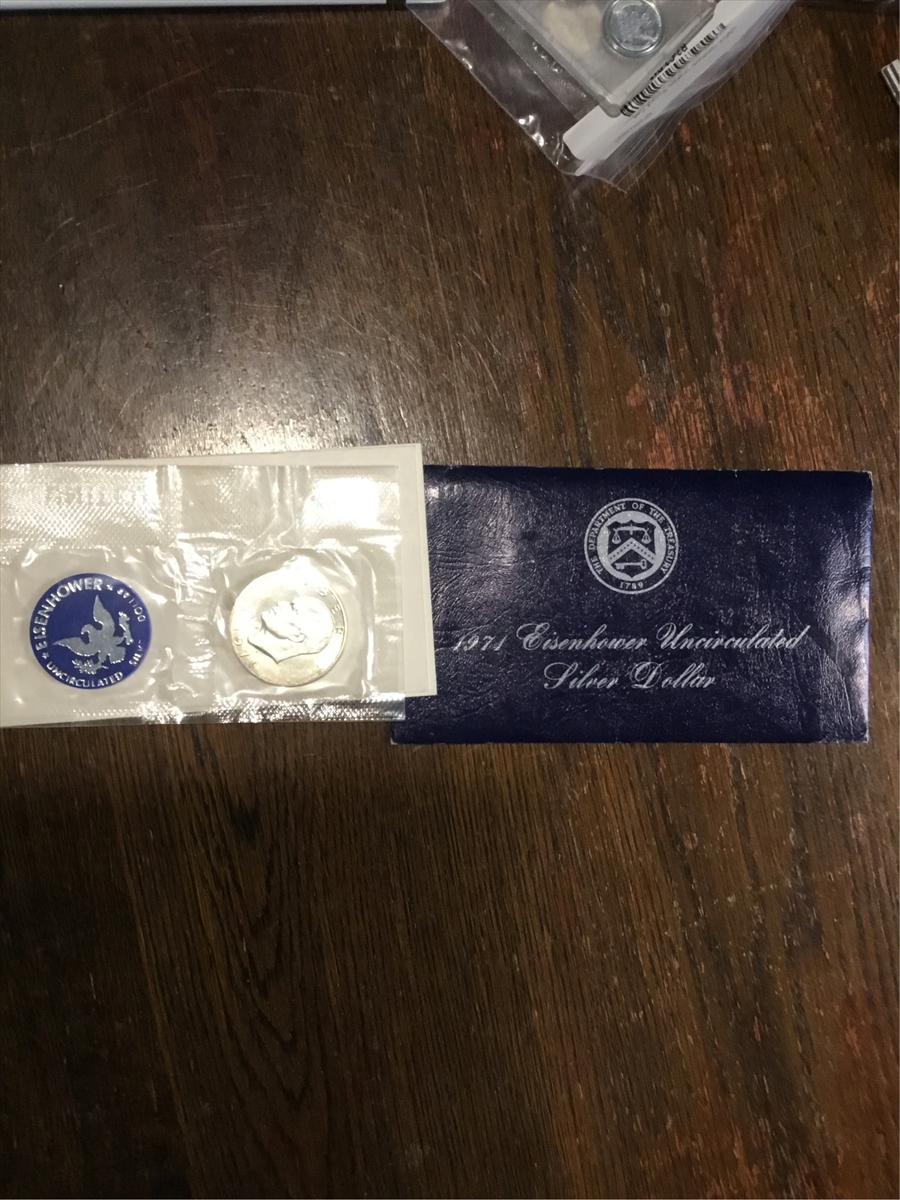 THE DEPARTMENT OF THE TREASURY
1789
1971 Eisenhower Uncirculated
Silver Dollar
EISENHOWER
UNCIRCULATED